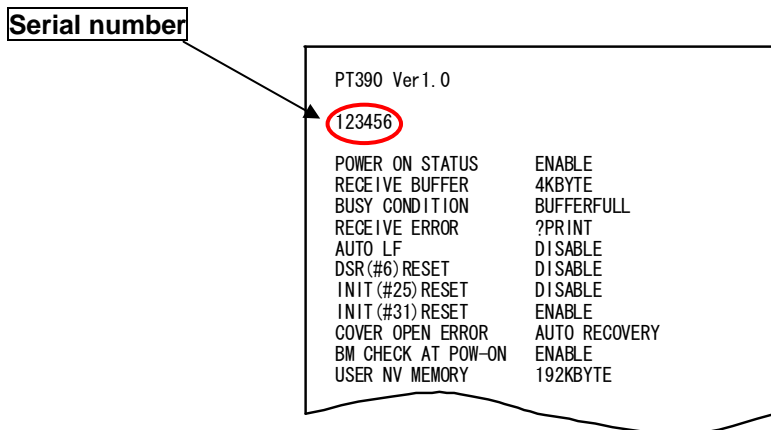 Serial number
PT390 Ver1.0
123456
POWER ON STATUS ENABLE
RECEIVE BUFFER 4KBYTE
BUSY CONDITION BUFFERFULL
RECEIVE ERROR ?PRINT
AUTO LF DISABLE
DSR(#6)RESET DISABLE
INIT(#25)RESET DISABLE
INIT(#31)RESET ENABLE
COVER OPEN ERROR AUTO RECOVERY
BM CHECK AT POW-ON ENABLE
USER NV MEMORY 192KBYTE